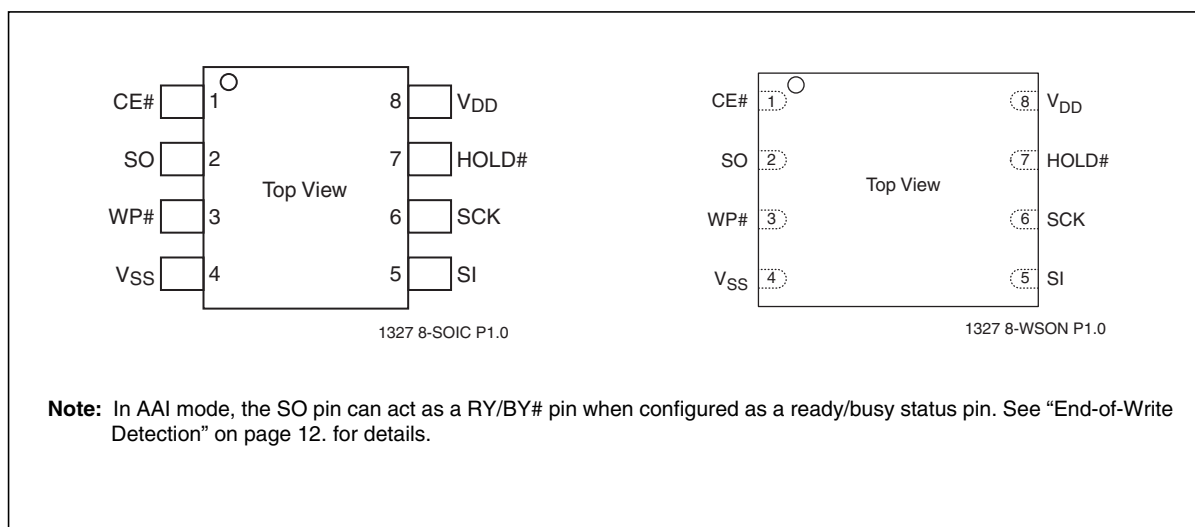 CE# 1 8 VDD
SO 2 7 HOLD#
Top View
WP# 3 6 SCK
VSS 4 5 SI
1327 8-SOIC P1.0
CE# 1 8 VDD
SO 2 7 HOLD#
Top View
WP# 3 6 SCK
VSS 4 5 SI
1327 8-WSON P1.0
Note: In AAI mode, the SO pin can act as a RY/BY# pin when configured as a ready/busy status pin. See “End-of-Write
Detection” on page 12. for details.